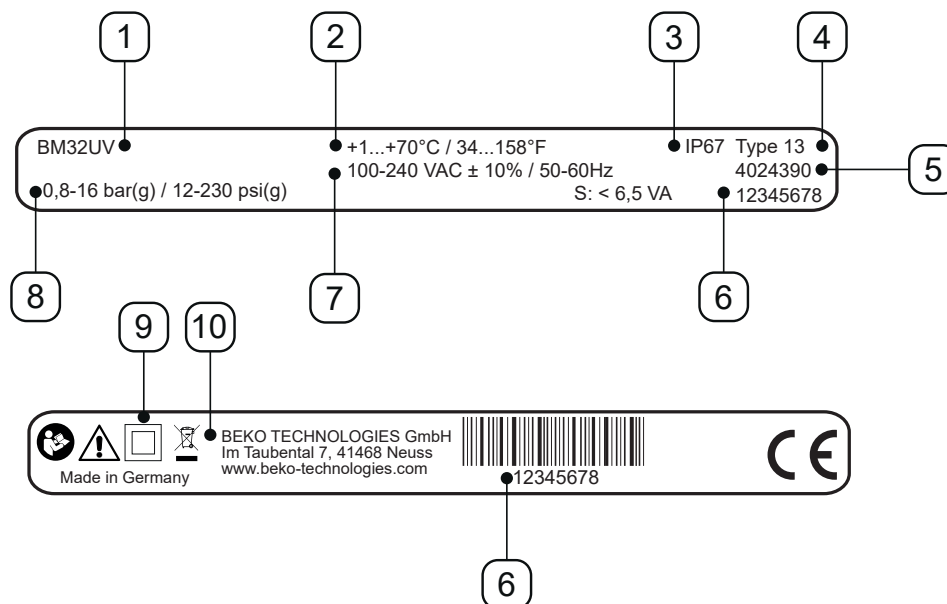 1 2 3 4
BM32UV +1...+70°C / 34...158°F IP67 Type 13
100-240 VAC ± 10% / 50-60Hz 4024390 5
0,8-16 bar(g) / 12-230 psi(g) S: < 6,5 VA 12345678
8 7 6
9 10
BEKO TECHNOLOGIES GmbH
Im Taubental 7, 41468 Neuss
Made in Germany www.beko-technologies.com
12345678
CE
6